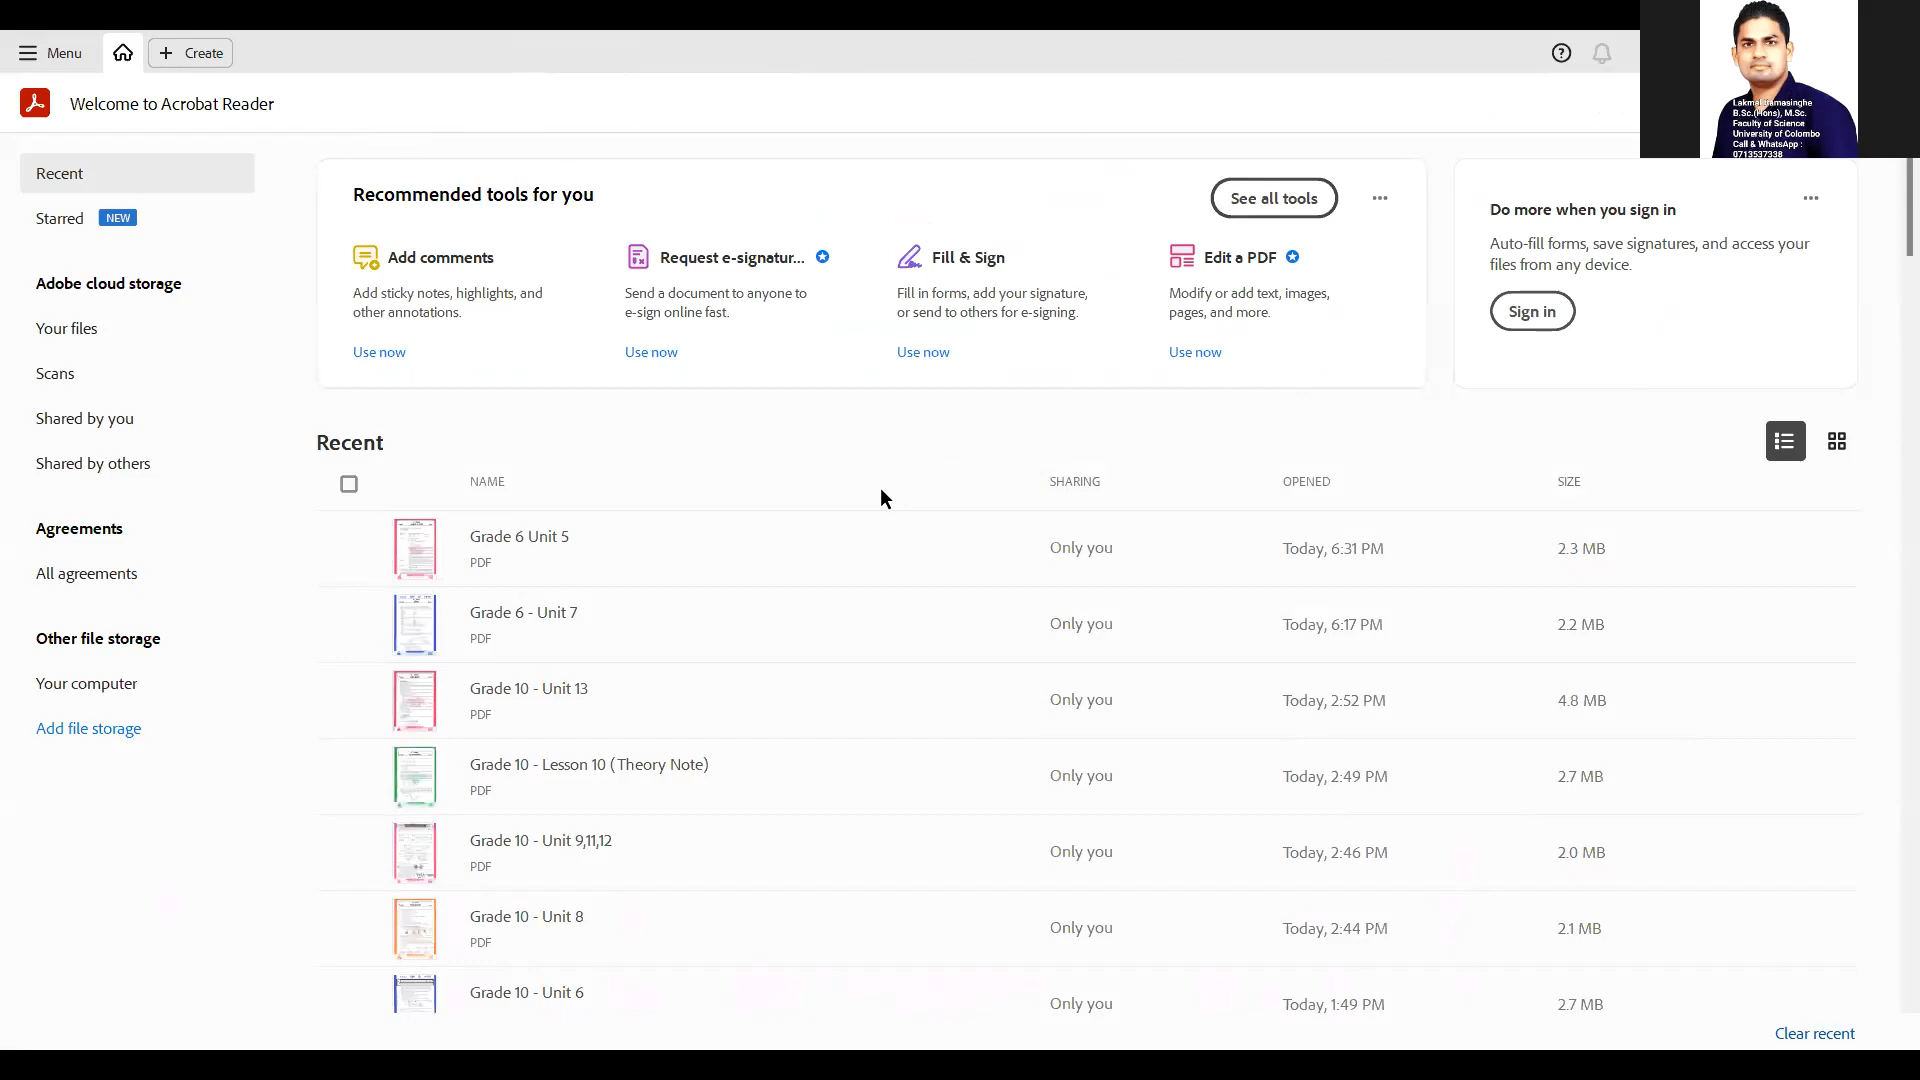 Menu
Create
Welcome to Acrobat Reader
Lakmal
B.Sc.(Hons), M.Sc.
Faculty of Science
University of Colombo
Call & WhatsApp :
0713537338
Recent
Starred NEW
Adobe cloud storage
Your files
Scans
Shared by you
Shared by others
Agreements
All agreements
Other file storage
Your computer
Add file storage
Recommended tools for you
See all tools
Add comments
Add sticky notes, highlights, and
other annotations.
Use now
Request e-signatur...
Send a document to anyone to
e-sign online fast.
Use now
Fill & Sign
Fill in forms, add your signature,
or send to others for e-signing.
Use now
Edit a PDF
Modify or add text, images,
pages, and more.
Use now
Do more when you sign in
Auto-fill forms, save signatures, and access your
files from any device.
Sign in
Recent
NAME SHARING OPENED SIZE
Grade 6 Unit 5
PDF
Only you Today, 6:31 PM 2.3 MB
Grade 6 - Unit 7
PDF
Only you Today, 6:17 PM 2.2 MB
Grade 10 - Unit 13
PDF
Only you Today, 2:52 PM 4.8 MB
Grade 10 - Lesson 10 (Theory Note)
PDF
Only you Today, 2:49 PM 2.7 MB
Grade 10 - Unit 9,11,12
PDF
Only you Today, 2:46 PM 2.0 MB
Grade 10 - Unit 8
PDF
Only you Today, 2:44 PM 2.1 MB
Grade 10 - Unit 6
Only you Today, 1:49 PM 2.7 MB
Clear recent